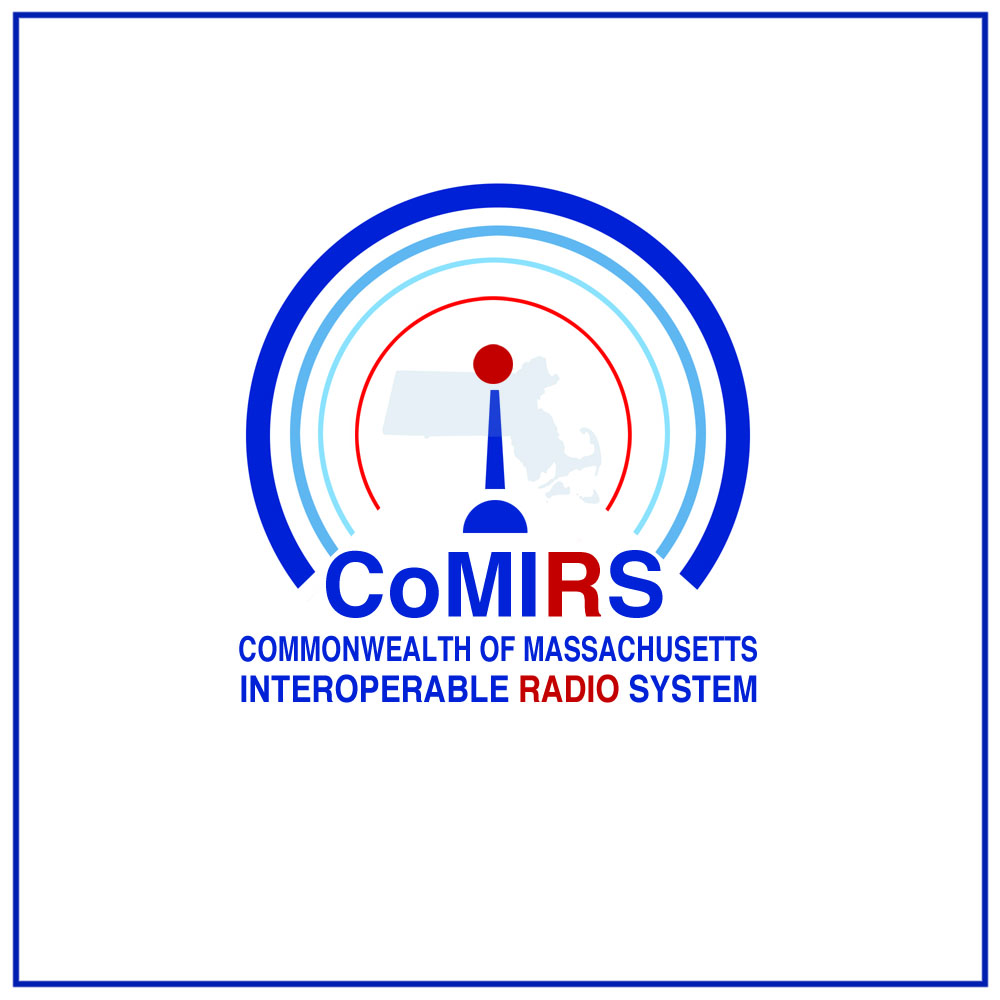 CoMIRS
COMMONWEALTH OF MASSACHUSETTS
INTEROPERABLE RADIO SYSTEM